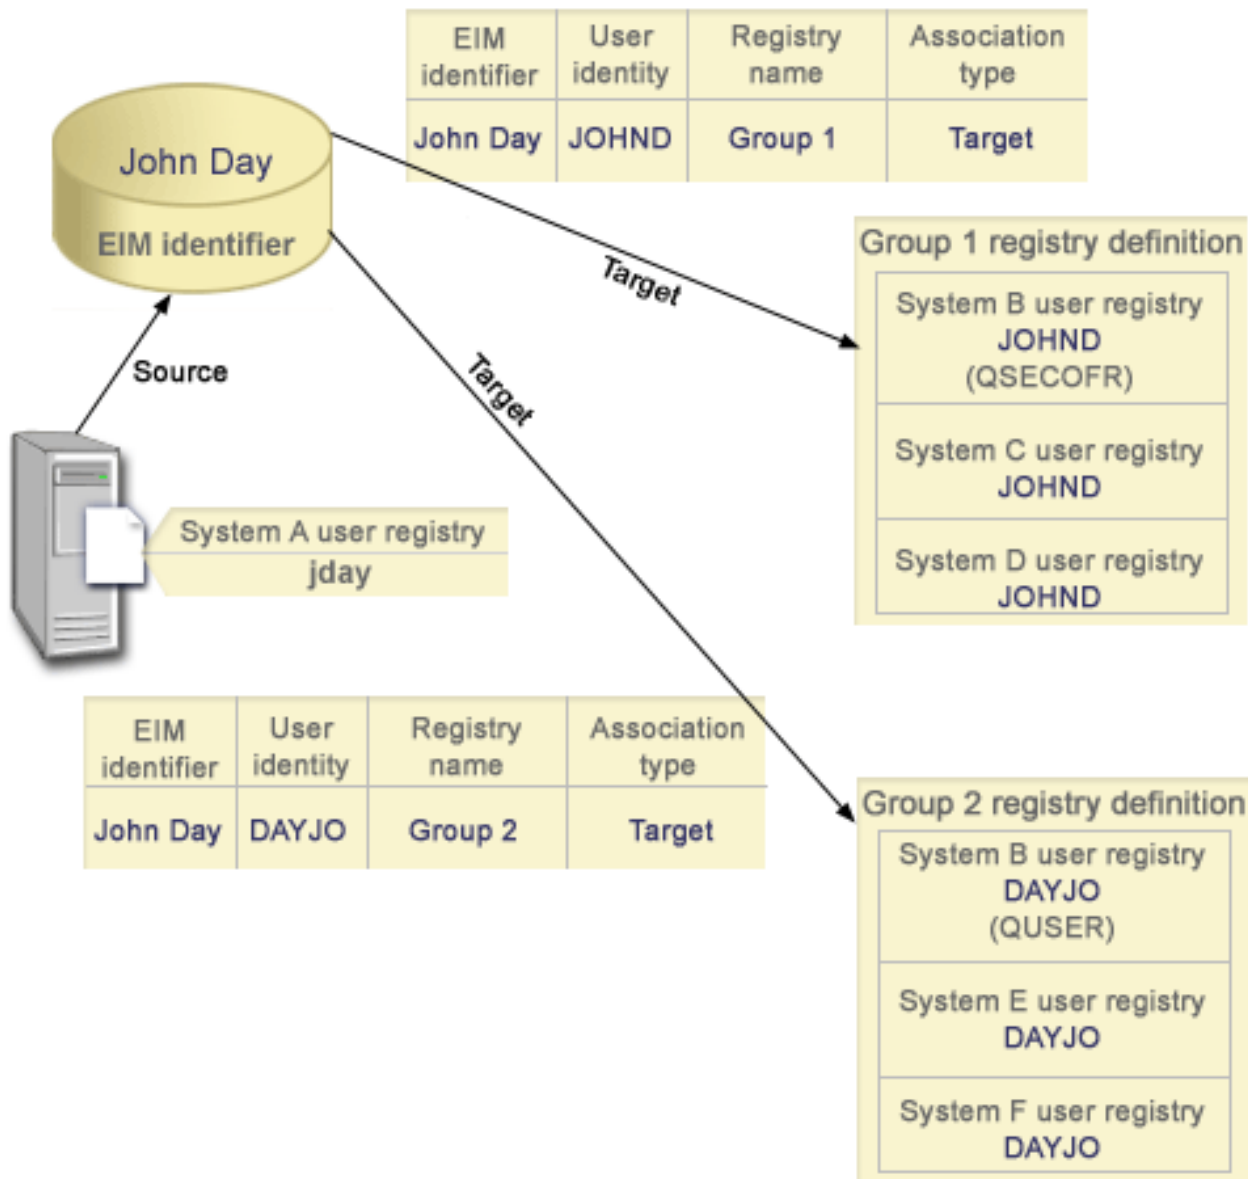 EIM identifier
User identity
Registry name
Association type
John Day
JOHND
Group 1
Target
John Day
EIM identifier
Target
Source
Target
Group 1 registry definition
System B user registry
JOHND
(QSECOFR)
System C user registry
JOHND
System D user registry
JOHND
System A user registry
jday
EIM identifier
User identity
Registry name
Association type
John Day
DAYJO
Group 2
Target
Group 2 registry definition
System B user registry
DAYJO
(QUSER)
System E user registry
DAYJO
System F user registry
DAYJO